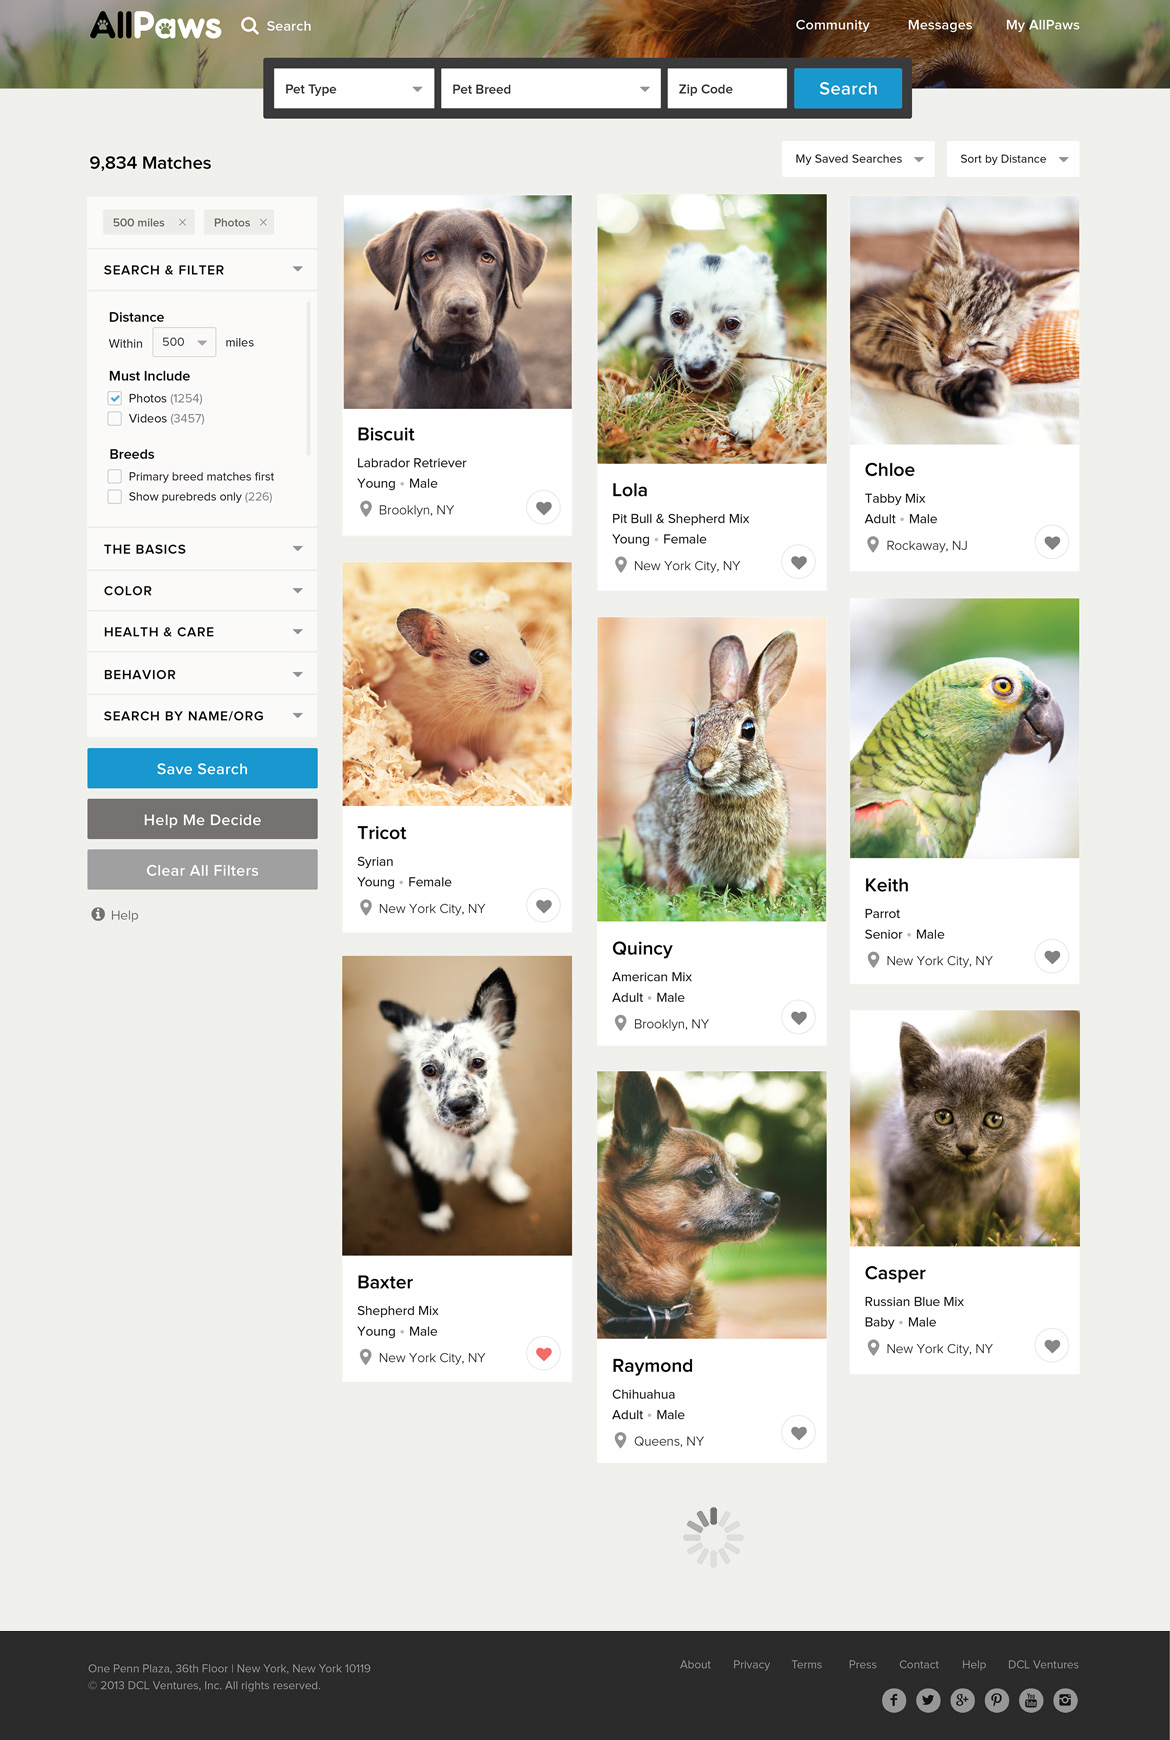 AllPaws
Search
Community
Messages
My AllPaws
Pet Type
Pet Breed
Zip Code
Search
9,834 Matches
My Saved Searches
Sort by Distance
500 miles ×
Photos ×
SEARCH & FILTER
Distance
Within 500 miles
Must Include
Photos (1254)
Videos (3457)
Breeds
Primary breed matches first
Show purebreds only (226)
THE BASICS
COLOR
HEALTH & CARE
BEHAVIOR
SEARCH BY NAME/ORG
Save Search
Help Me Decide
Clear All Filters
Help
Biscuit
Labrador Retriever
Young • Male
Brooklyn, NY
Tricot
Syrian
Young • Female
New York City, NY
Baxter
Shepherd Mix
Young • Male
New York City, NY
Lola
Pit Bull & Shepherd Mix
Young • Female
New York City, NY
Quincy
American Mix
Adult • Male
Brooklyn, NY
Raymond
Chihuahua
Adult • Male
Queens, NY
Chloe
Tabby Mix
Adult • Male
Rockaway, NJ
Keith
Parrot
Senior • Male
New York City, NY
Casper
Russian Blue Mix
Baby • Male
New York City, NY
One Penn Plaza, 36th Floor | New York, New York 10119
© 2013 DCL Ventures, Inc. All rights reserved.
About
Privacy
Terms
Press
Contact
Help
DCL Ventures
You Tube